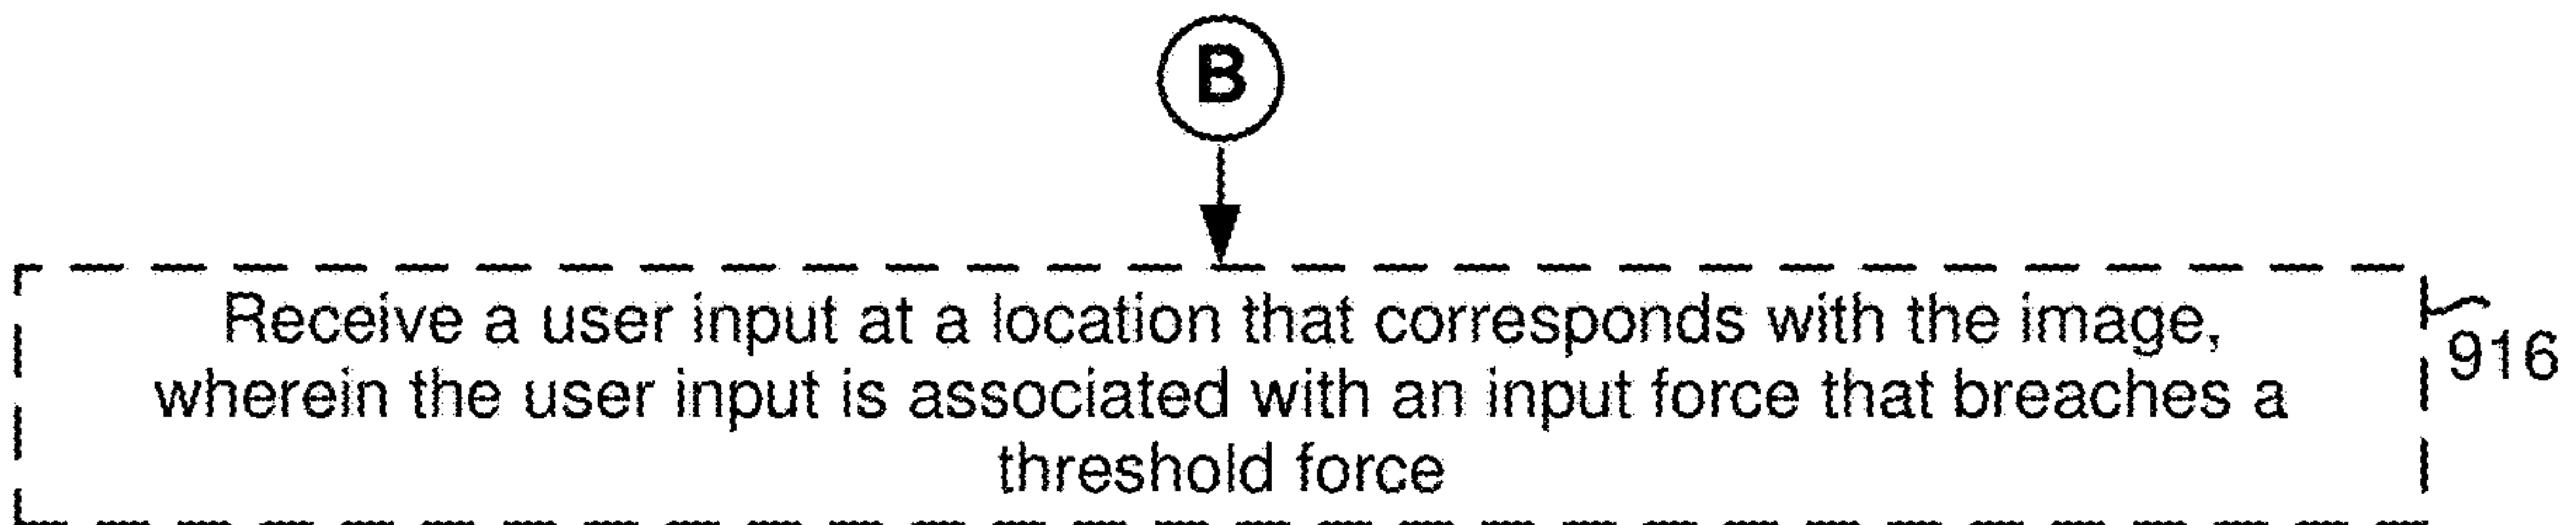 B
Receive a user input at a location that corresponds with the image,
wherein the user input is associated with an input force that breaches a
threshold force
916